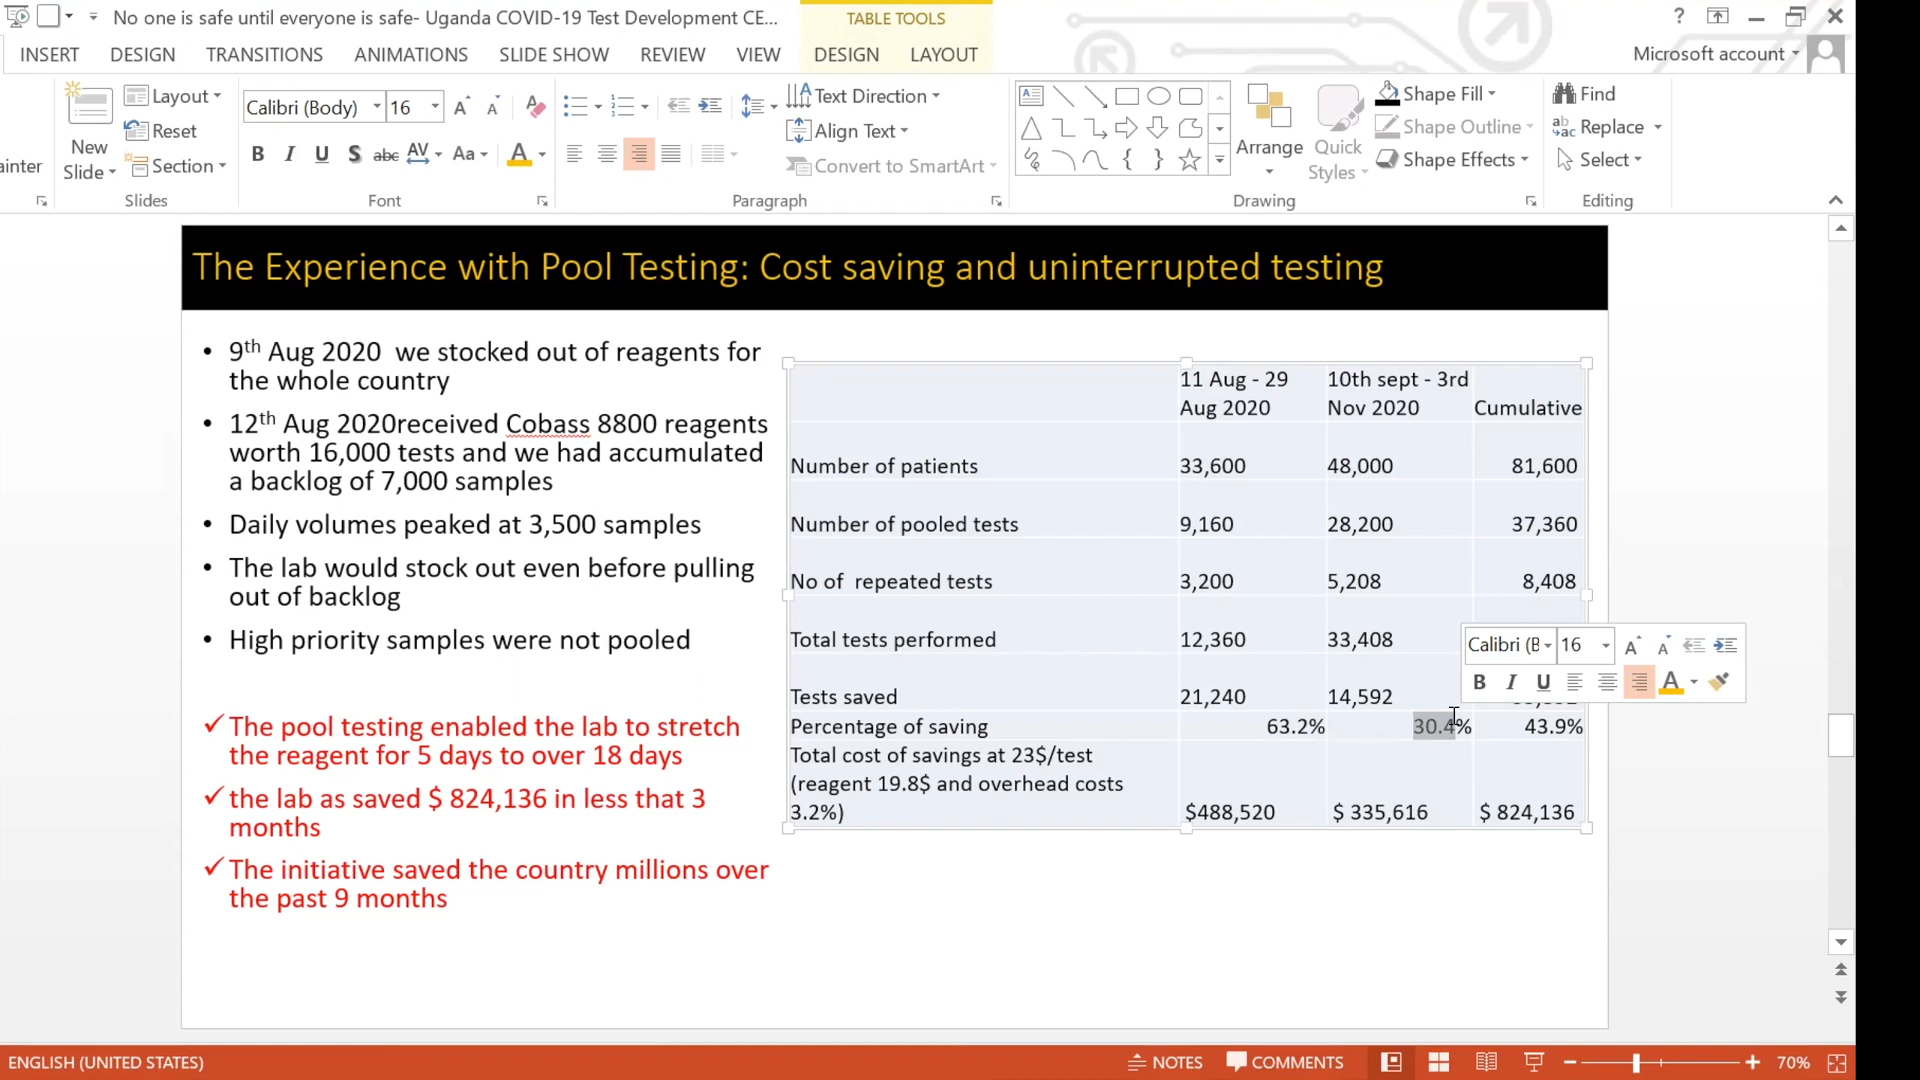 No one is safe until everyone is safe- Uganda COVID-19 Test Development CE...
TABLE TOOLS
?
INSERT DESIGN TRANSITIONS ANIMATIONS SLIDE SHOW REVIEW VIEW DESIGN LAYOUT Microsoft account
ainter
New
Slide
Layout
Reset
Section
Slides
Calibri (Body) 16
B I U S abc AV Aa A
Font
Text Direction
Align Text
Convert to SmartArt
Paragraph
Arrange
Quick
Styles
Shape Fill
Shape Outline
Shape Effects
Drawing
Find
Replace
Select
Editing
The Experience with Pool Testing: Cost saving and uninterrupted testing
• 9th Aug 2020 we stocked out of reagents for
the whole country
• 12th Aug 2020received Cobass 8800 reagents
worth 16,000 tests and we had accumulated
a backlog of 7,000 samples
• Daily volumes peaked at 3,500 samples
• The lab would stock out even before pulling
out of backlog
• High priority samples were not pooled
✓ The pool testing enabled the lab to stretch
the reagent for 5 days to over 18 days
✓ the lab as saved $ 824,136 in less that 3
months
✓ The initiative saved the country millions over
the past 9 months
11 Aug - 29
Aug 2020
10th sept - 3rd
Nov 2020
Cumulative
Number of patients 33,600 48,000 81,600
Number of pooled tests 9,160 28,200 37,360
No of repeated tests 3,200 5,208 8,408
Total tests performed 12,360 33,408
Tests saved 21,240 14,592
Percentage of saving 63.2% 30.4% 43.9%
Total cost of savings at 23$/test
(reagent 19.8$ and overhead costs
3.2%) $488,520 $ 335,616 $ 824,136
Calibri (B 16
B I U A
ENGLISH (UNITED STATES) NOTES COMMENTS 70%